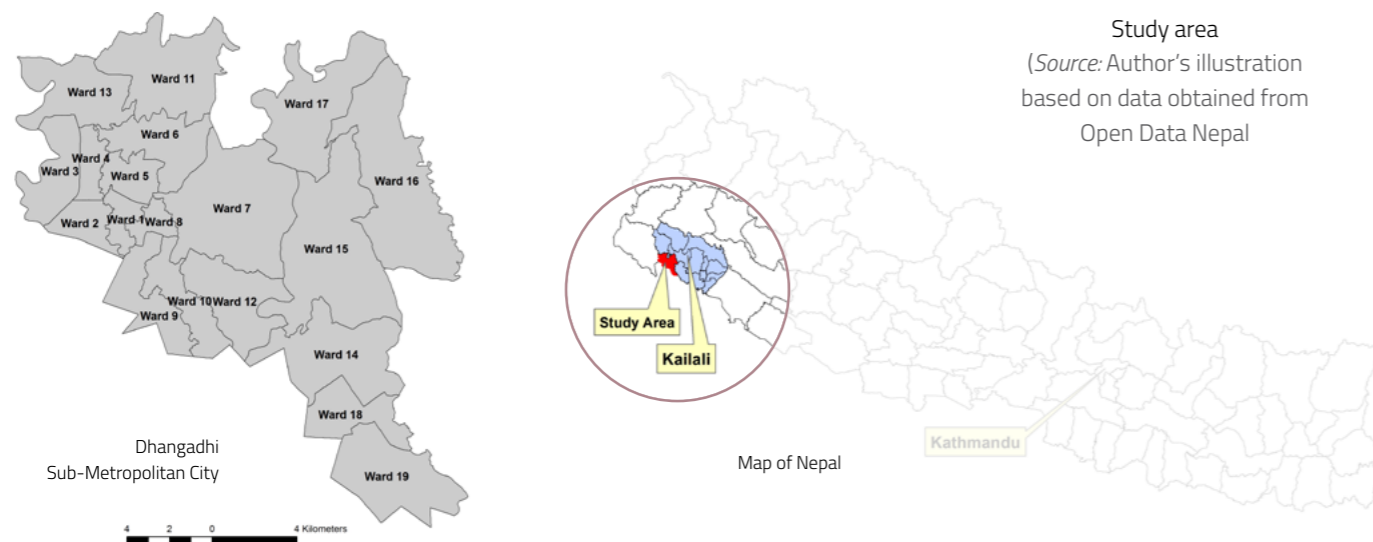 Study area
(Source: Author’s illustration
based on data obtained from
Open Data Nepal
Ward 11
Ward 13
Ward 17
Ward 6
Ward 4
Ward 3
Ward 5
Ward 16
Ward 7
Ward 2
Ward 1
Ward 8
Ward 15
Ward 10
Ward 12
Ward 9
Ward 14
Ward 18
Ward 19
Dhangadhi
Sub-Metropolitan City
4 2 0 4 Kilometers
Study Area
Kailali
Kathmandu
Map of Nepal